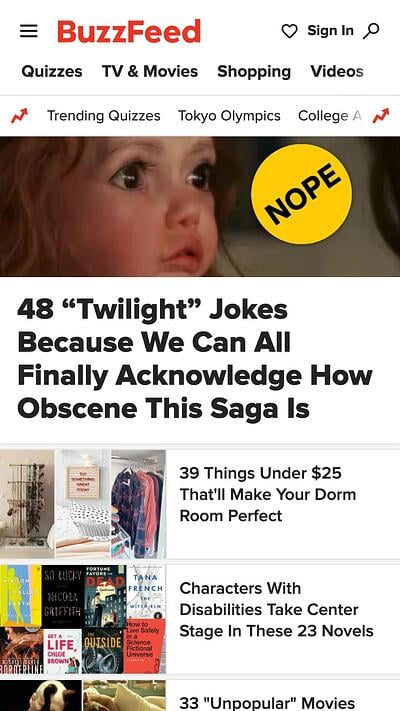 BuzzFeed
Sign In
Quizzes TV & Movies Shopping Videos
Trending Quizzes Tokyo Olympics College A
NOPE
48 “Twilight” Jokes
Because We Can All
Finally Acknowledge How
Obscene This Saga Is
DO
SOMETHING
GREAT
TODAY
39 Things Under $25
That'll Make Your Dorm
Room Perfect
SO LUCKY
NICOLA
GRIFFITH
FORTUNE
FAVORS THE
DEAD
TANA
FRENCH
THE
WITCH ELM
GET A
LIFE,
CHLOE
BROWN
THE
OUTSIDE
How to
Live Safely
in a
Science
Fictional
Universe
BORDERLINE
Characters With
Disabilities Take Center
Stage In These 23 Novels
33 "Unpopular" Movies